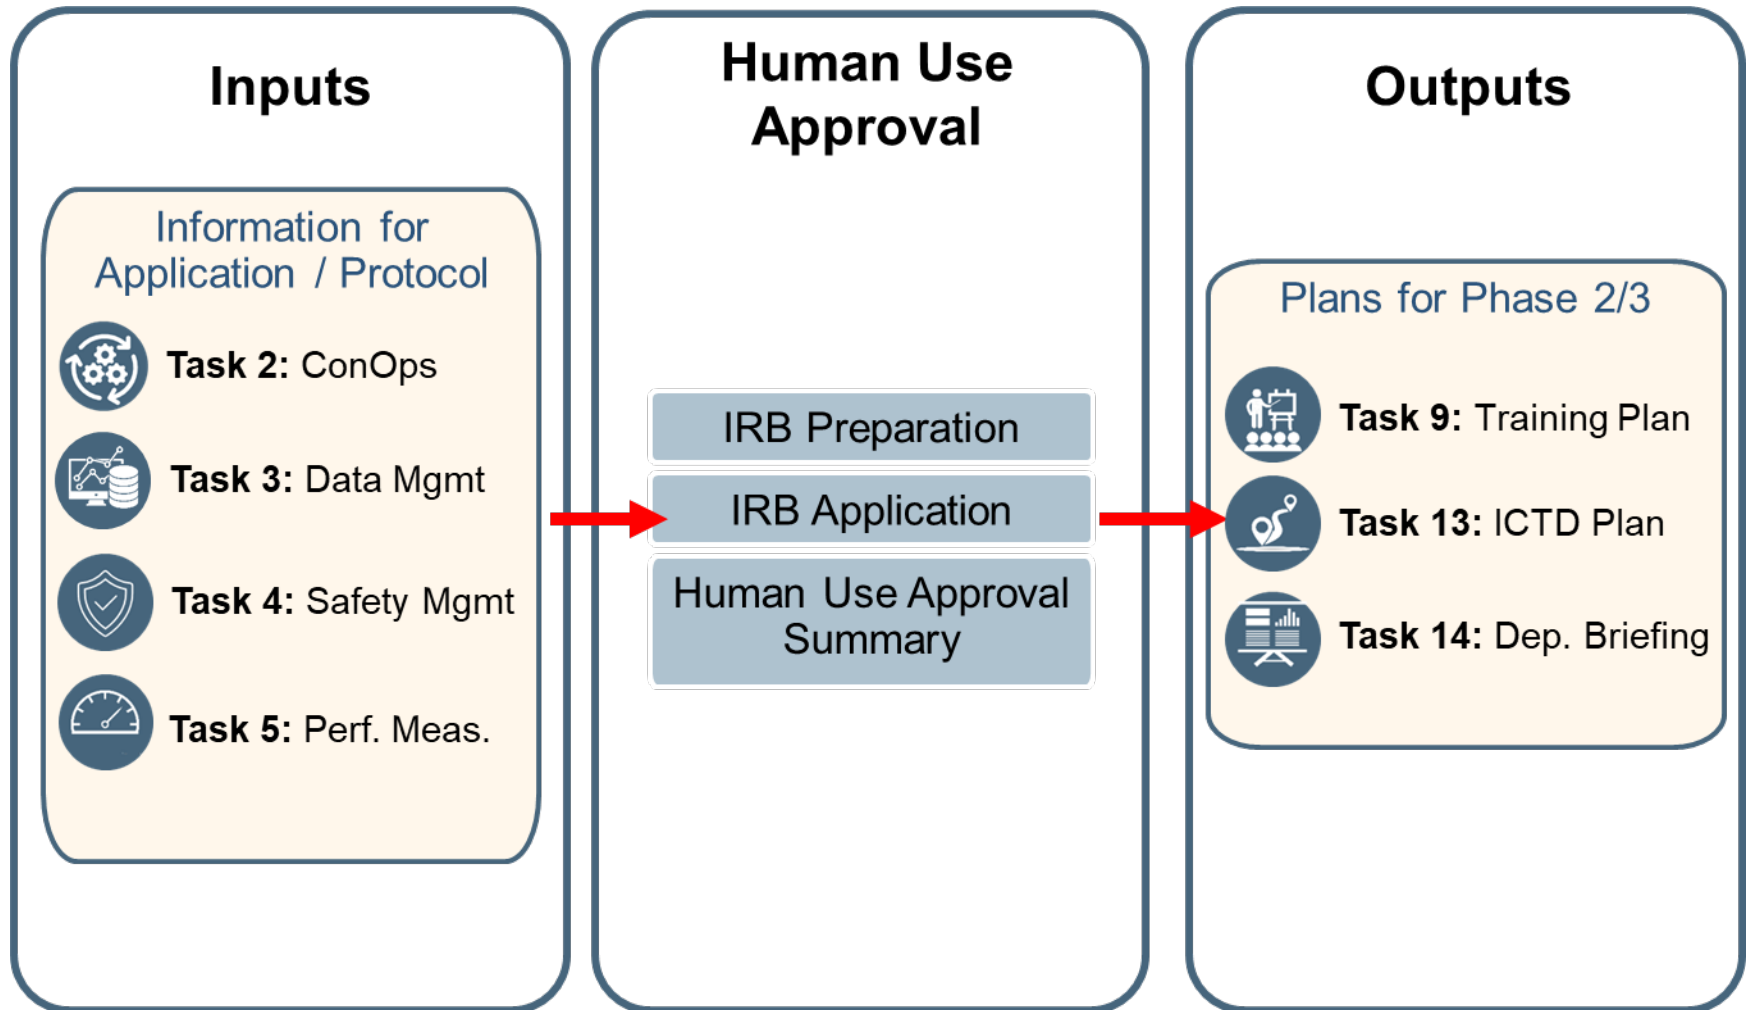 Inputs
Information for
Application / Protocol
Task 2: ConOps
Task 3: Data Mgmt
Task 4: Safety Mgmt
Task 5: Perf. Meas.
Human Use
Approval
IRB Preparation
IRB Application
Human Use Approval
Summary
Outputs
Plans for Phase 2/3
Task 9: Training Plan
Task 13: ICTD Plan
Task 14: Dep. Briefing